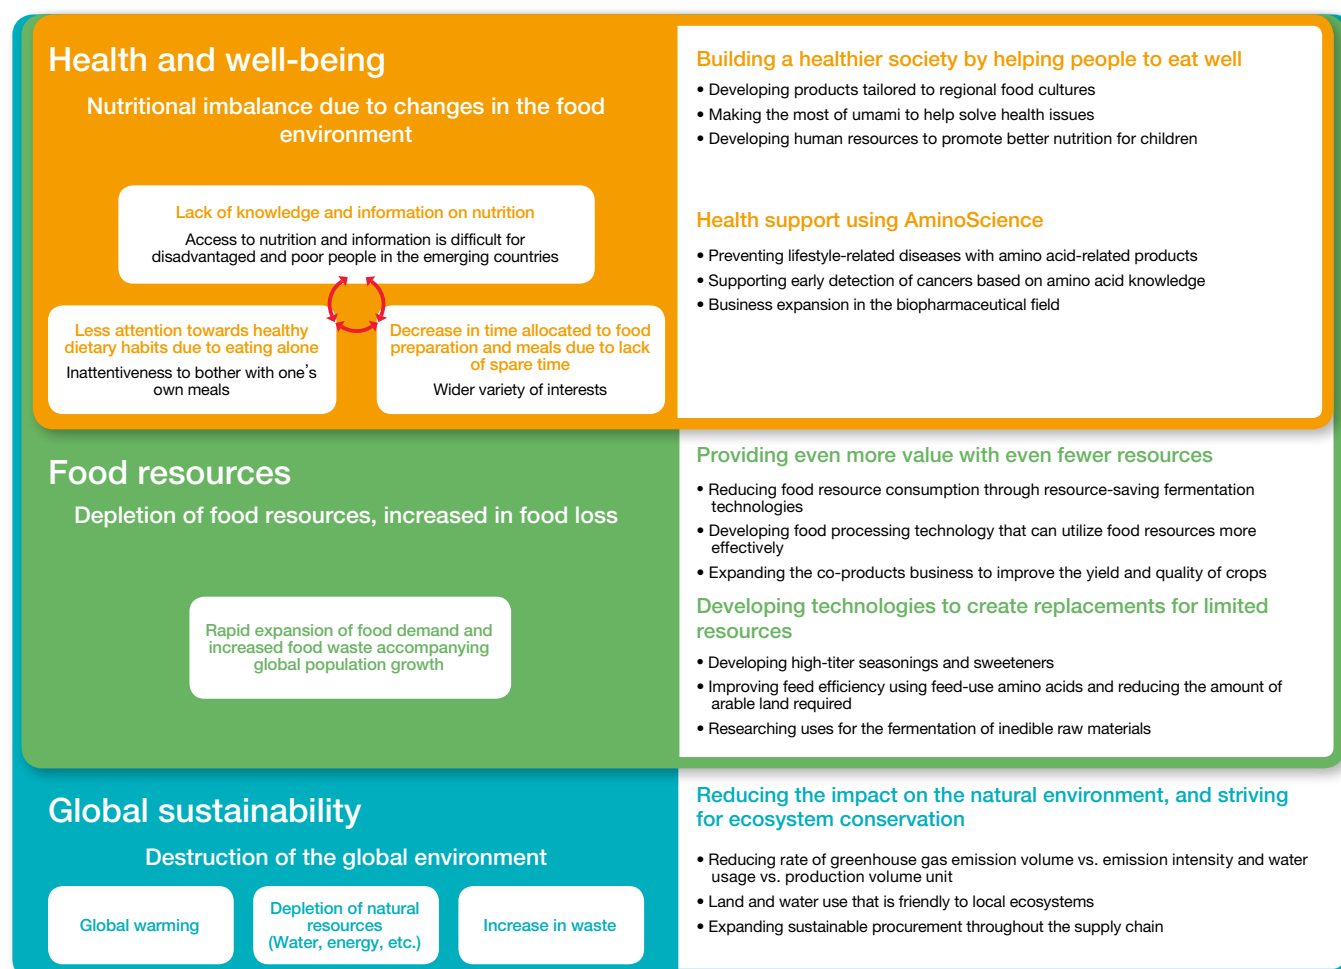 Health and well-being
Nutritional imbalance due to changes in the food
environment
Lack of knowledge and information on nutrition
Access to nutrition and information is difficult for
disadvantaged and poor people in the emerging countries
Less attention towards healthy
dietary habits due to eating alone
Inattentiveness to bother with one’s
own meals
Decrease in time allocated to food
preparation and meals due to lack
of spare time
Wider variety of interests
Building a healthier society by helping people to eat well
• Developing products tailored to regional food cultures
• Making the most of umami to help solve health issues
• Developing human resources to promote better nutrition for children
Health support using AminoScience
• Preventing lifestyle-related diseases with amino acid-related products
• Supporting early detection of cancers based on amino acid knowledge
• Business expansion in the biopharmaceutical field
Food resources
Depletion of food resources, increased in food loss
Rapid expansion of food demand and
increased food waste accompanying
global population growth
Providing even more value with even fewer resources
• Reducing food resource consumption through resource-saving fermentation
technologies
• Developing food processing technology that can utilize food resources more
effectively
• Expanding the co-products business to improve the yield and quality of crops
Developing technologies to create replacements for limited
resources
• Developing high-titer seasonings and sweeteners
• Improving feed efficiency using feed-use amino acids and reducing the amount of
arable land required
• Researching uses for the fermentation of inedible raw materials
Global sustainability
Destruction of the global environment
Global warming
Depletion of natural
resources
(Water, energy, etc.)
Increase in waste
Reducing the impact on the natural environment, and striving
for ecosystem conservation
• Reducing rate of greenhouse gas emission volume vs. emission intensity and water
usage vs. production volume unit
• Land and water use that is friendly to local ecosystems
• Expanding sustainable procurement throughout the supply chain